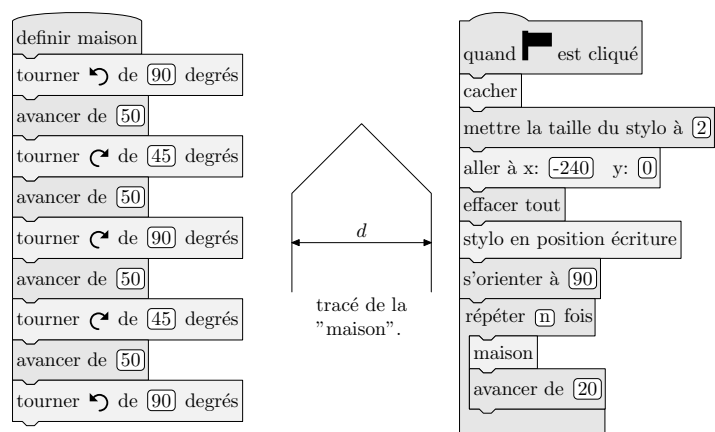 definir maison
tourner ↺ de 90 degrés
avancer de 50
tourner ↻ de 45 degrés
avancer de 50
tourner ↻ de 90 degrés
avancer de 50
tourner ↻ de 45 degrés
avancer de 50
tourner ↺ de 90 degrés
d
tracé de la
"maison".
quand est cliqué
cacher
mettre la taille du stylo à 2
aller à x: -240 y: 0
effacer tout
stylo en position écriture
s'orienter à 90
répéter n fois
maison
avancer de 20